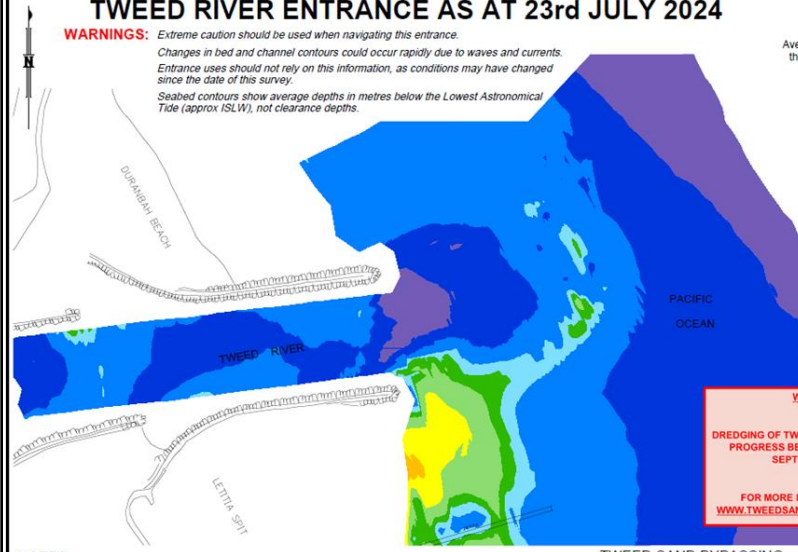 TWEED RIVER ENTRANCE AS AT 23rd JULY 2024
WARNINGS: Extreme caution should be used when navigating this entrance.
Changes in bed and channel contours could occur rapidly due to waves and currents.
Entrance uses should not rely on this information, as conditions may have changed
since the date of this survey.
Seabed contours show average depths in metres below the Lowest Astronomical
Tide (approx ISLW), not clearance depths.
N
DURANBAH BEACH
TWEED RIVER
PACIFIC
OCEAN
LETITIA SPIT
DREDGING OF TW
PROGRESS BE
SEPT
FOR MORE
WWW.TWEEDSAN
TWEED SAND BYPASSING